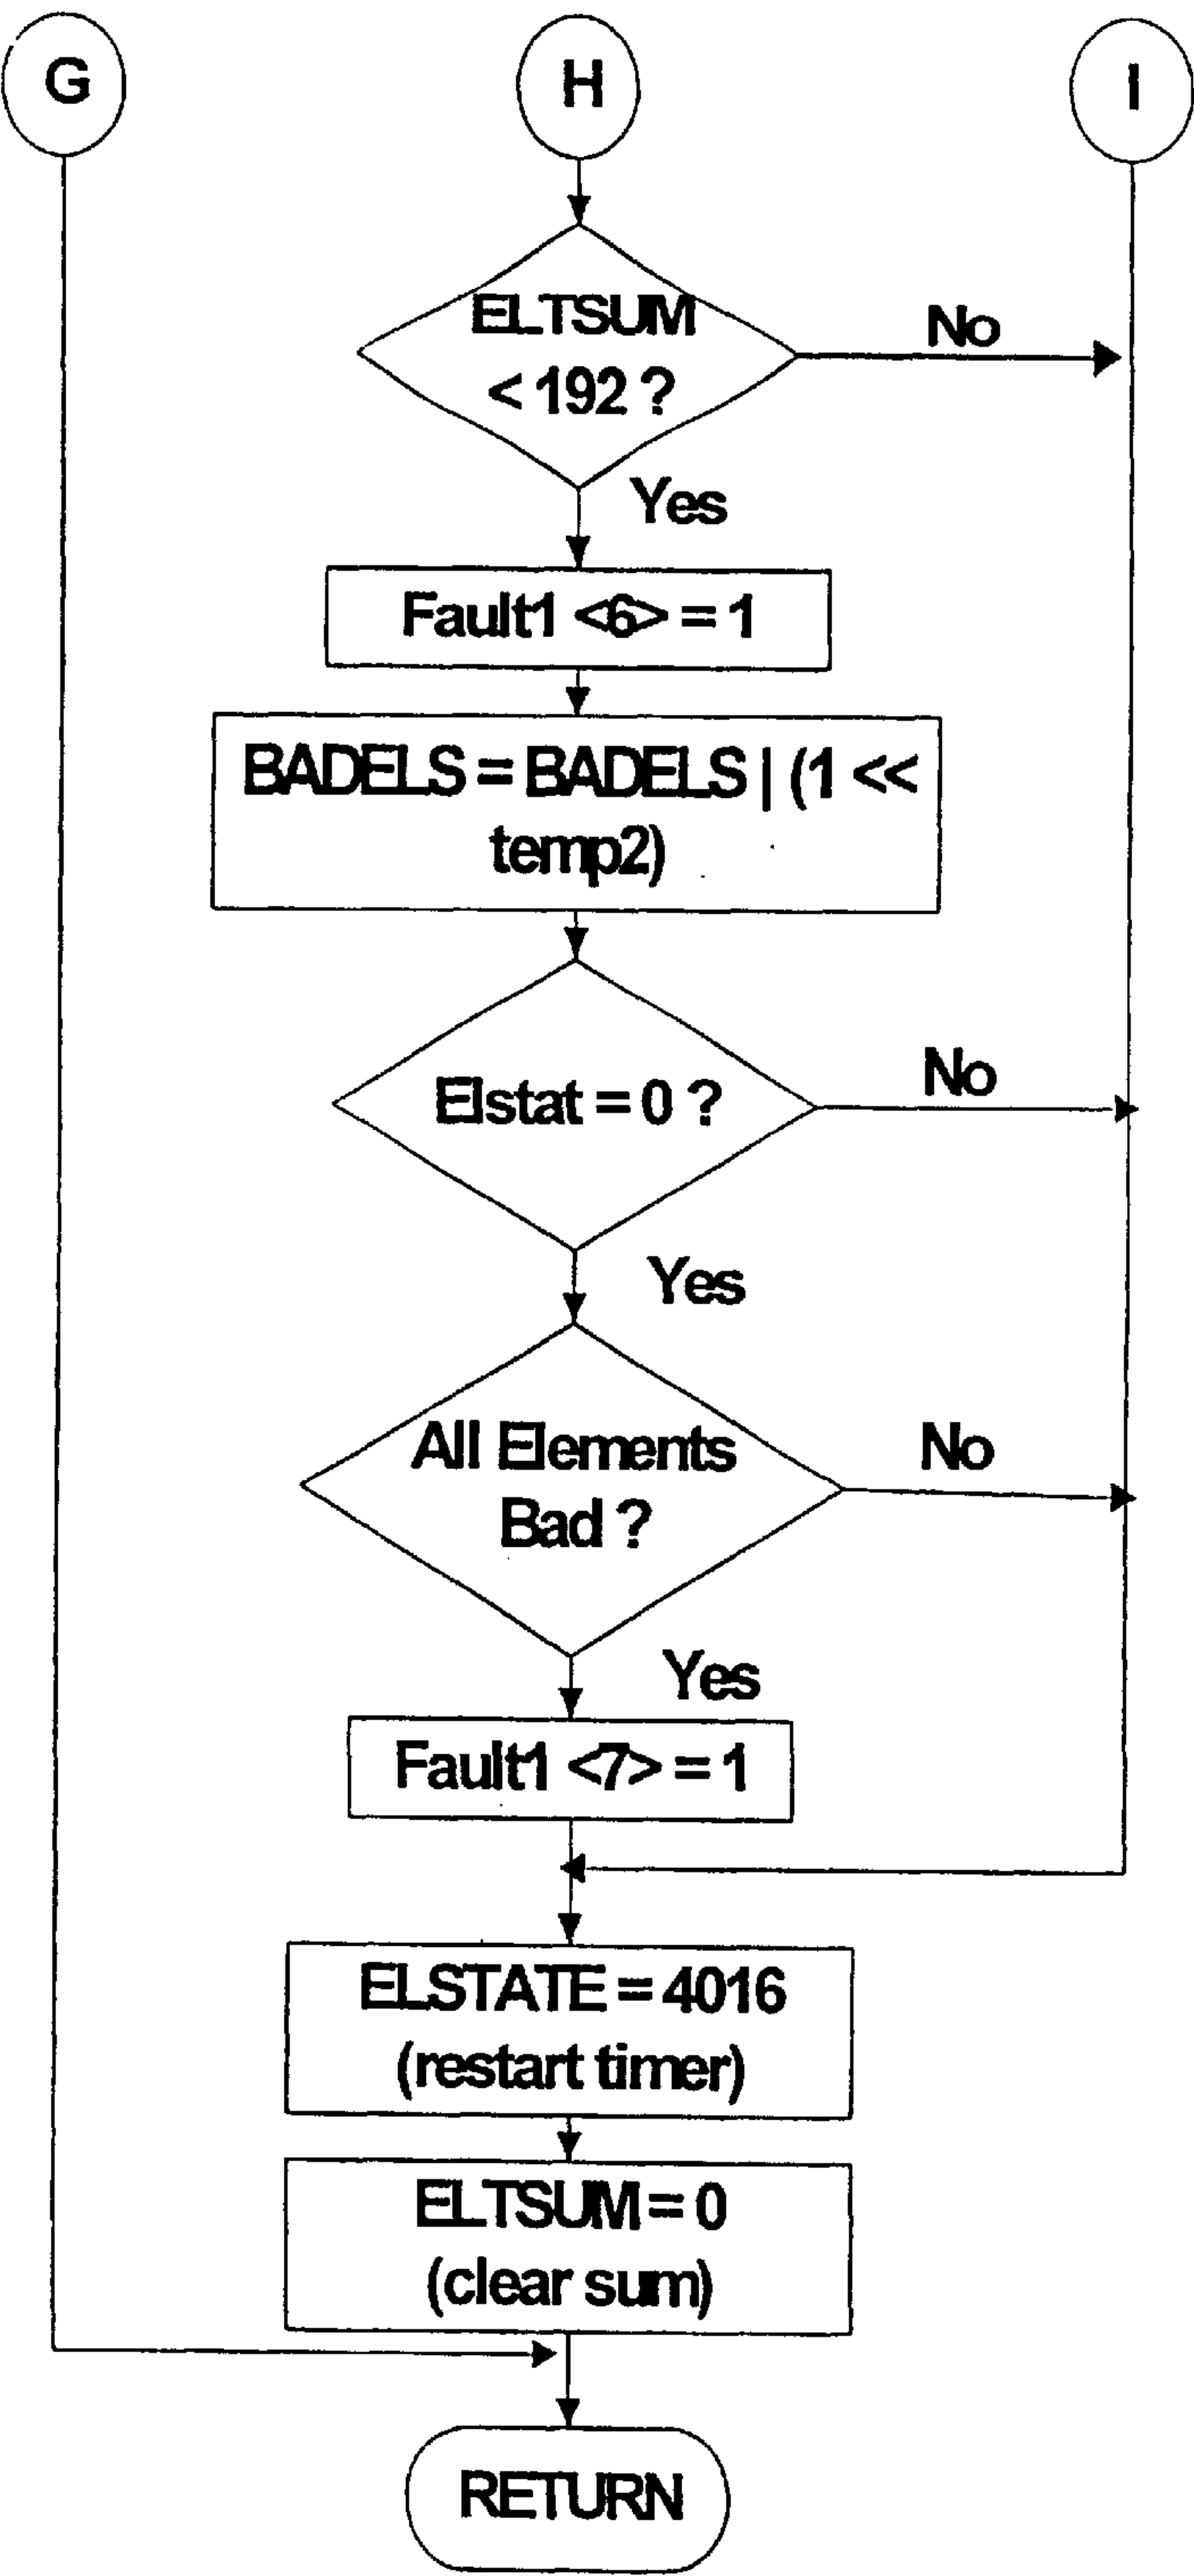 G
H
I
ELTSUM
< 192 ?
No
Yes
Fault1 <6> = 1
BADELS = BADELS | (1 <<
temp2)
Elstat = 0 ?
No
Yes
All Elements
Bad ?
No
Yes
Fault1 <7> = 1
ELSTATE = 4016
(restart timer)
ELTSUM = 0
(clear sum)
RETURN